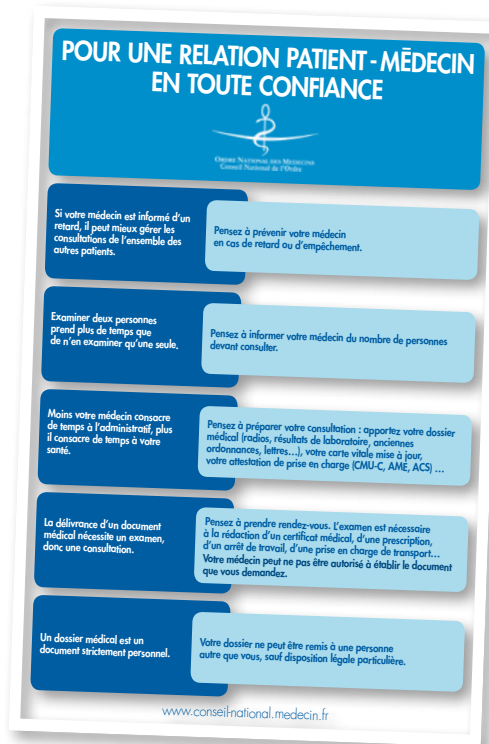 POUR UNE RELATION PATIENT - MÉDECIN
EN TOUTE CONFIANCE
ORDRE NATIONAL DES MÉDECINS
Conseil National de l'Ordre
Si votre médecin est informé d'un
retard, il peut mieux gérer les
consultations de l'ensemble des
autres patients.
Pensez à prévenir votre médecin
en cas de retard ou d'empêchement.
Examiner deux personnes
prend plus de temps que
de n'en examiner qu'une seule.
Pensez à informer votre médecin du nombre de personnes
devant consulter.
Moins votre médecin consacre
de temps à l'administratif, plus
il consacre de temps à votre
santé.
Pensez à préparer votre consultation : apportez votre dossier
médical (radios, résultats de laboratoire, anciennes
ordonnances, lettres...), votre carte vitale mise à jour,
votre attestation de prise en charge (CMU-C, AME, ACS) ...
La délivrance d'un document
médical nécessite un examen,
donc une consultation.
Pensez à prendre rendez-vous. L'examen est nécessaire
à la rédaction d'un certificat médical, d'une prescription,
d'un arrêt de travail, d'une prise en charge de transport...
Votre médecin peut ne pas être autorisé à établir le document
que vous demandez.
Un dossier médical est un
document strictement personnel.
Votre dossier ne peut être remis à une personne
autre que vous, sauf disposition légale particulière.
www.conseil-national.medecin.fr